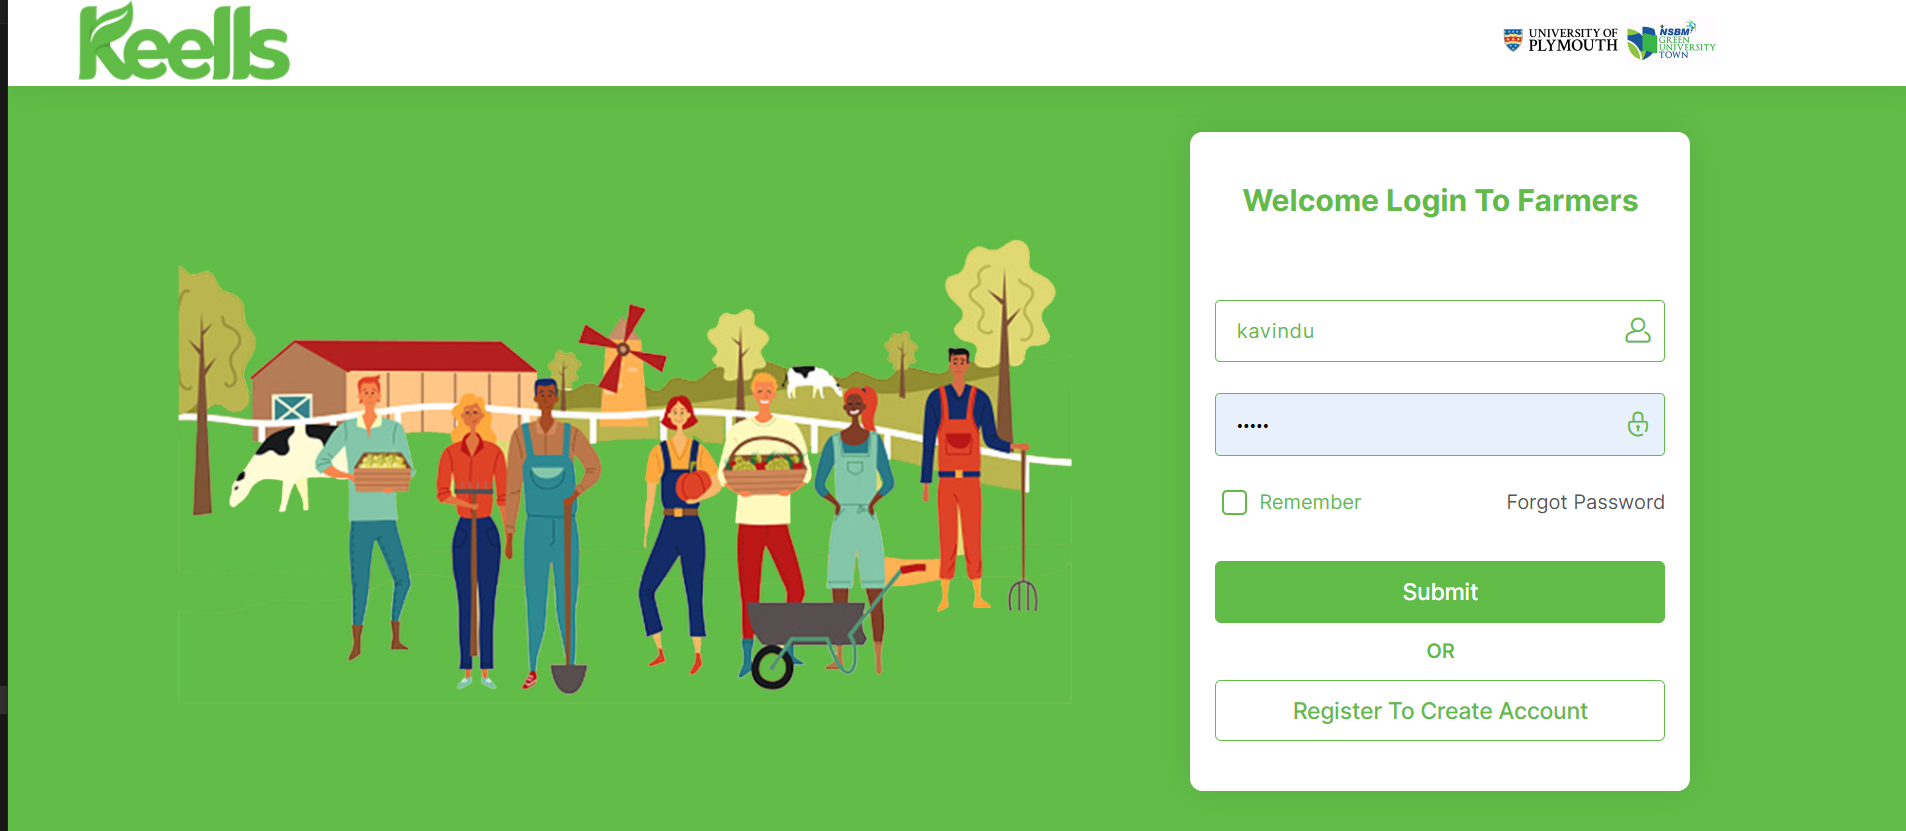 Keells
UNIVERSITY OF
PLYMOUTH
NSBM
GREEN
UNIVERSITY
TOWN
Welcome Login To Farmers
kavindu
•••••
Remember
Forgot Password
Submit
OR
Register To Create Account